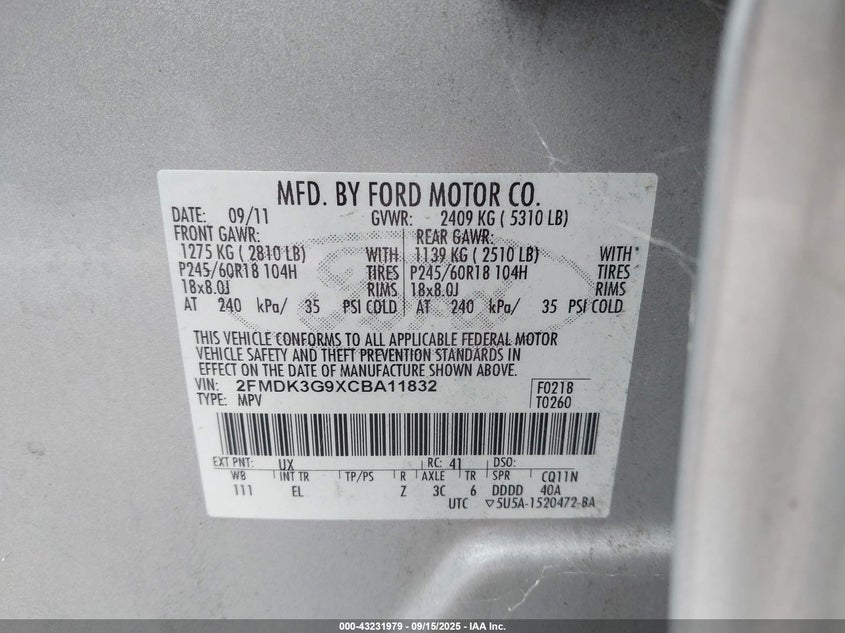 MFD. BY FORD MOTOR CO.
DATE: 09/11 GVWR: 2409 KG ( 5310 LB)
FRONT GAWR: REAR GAWR:
1275 KG ( 2810 LB) WITH 1139 KG ( 2510 LB) WITH
P245/60R18 104H TIRES P245/60R18 104H TIRES
18x8.0J RIMS 18x8.0J RIMS
AT 240 kPa/ 35 PSI COLD AT 240 kPa/ 35 PSI COLD
THIS VEHICLE CONFORMS TO ALL APPLICABLE FEDERAL MOTOR
VEHICLE SAFETY AND THEFT PREVENTION STANDARDS IN
EFFECT ON THE DATE OF MANUFACTURE SHOWN ABOVE.
VIN: 2FMDK3G9XCBA11832 F0218
TYPE: MPV T0260
EXT PNT: UX RC: 41 DSO:
WB INT TR TP/PS R AXLE TR SPR CQ11N
111 EL Z 3C 6 DDDD 40A
UTC ▽5U5A-1520472-BA
000-43231979 - 09/15/2025 - IAA Inc.